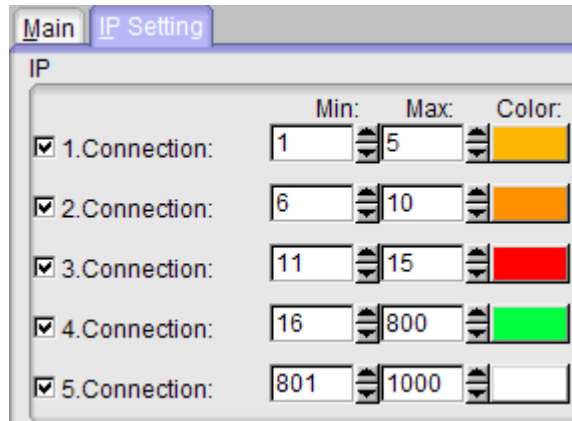 Main IP Setting
IP
Min: Max: Color:
1.Connection: 1 5
2.Connection: 6 10
3.Connection: 11 15
4.Connection: 16 800
5.Connection: 801 1000